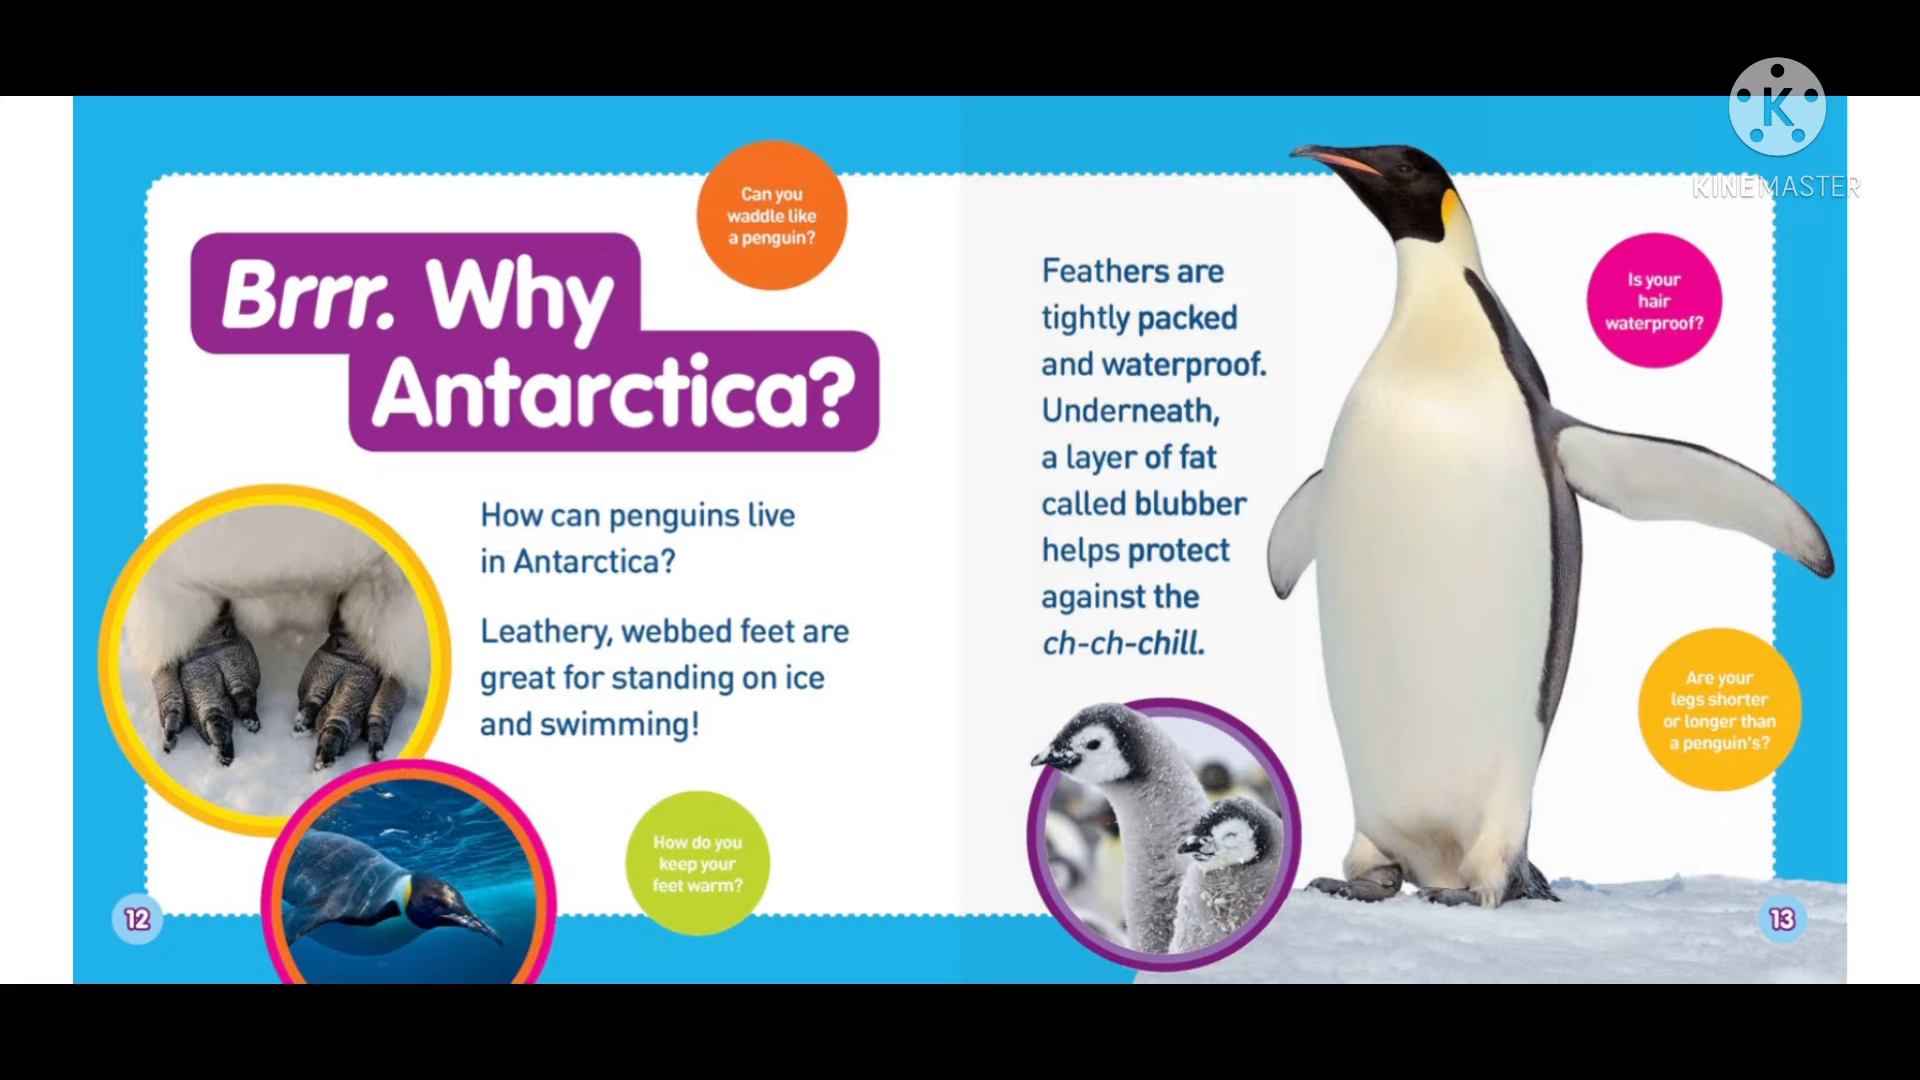 Can you
waddle like
a penguin?
Brrr. Why
Antarctica?
How can penguins live
in Antarctica?
Leathery, webbed feet are
great for standing on ice
and swimming!
How do you
keep your
feet warm?
12
Feathers are
tightly packed
and waterproof.
Underneath,
a layer of fat
called blubber
helps protect
against the
ch-ch-chill.
Is your
hair
waterproof?
Are your
legs shorter
or longer than
a penguin's?
13
K
KINEMASTER